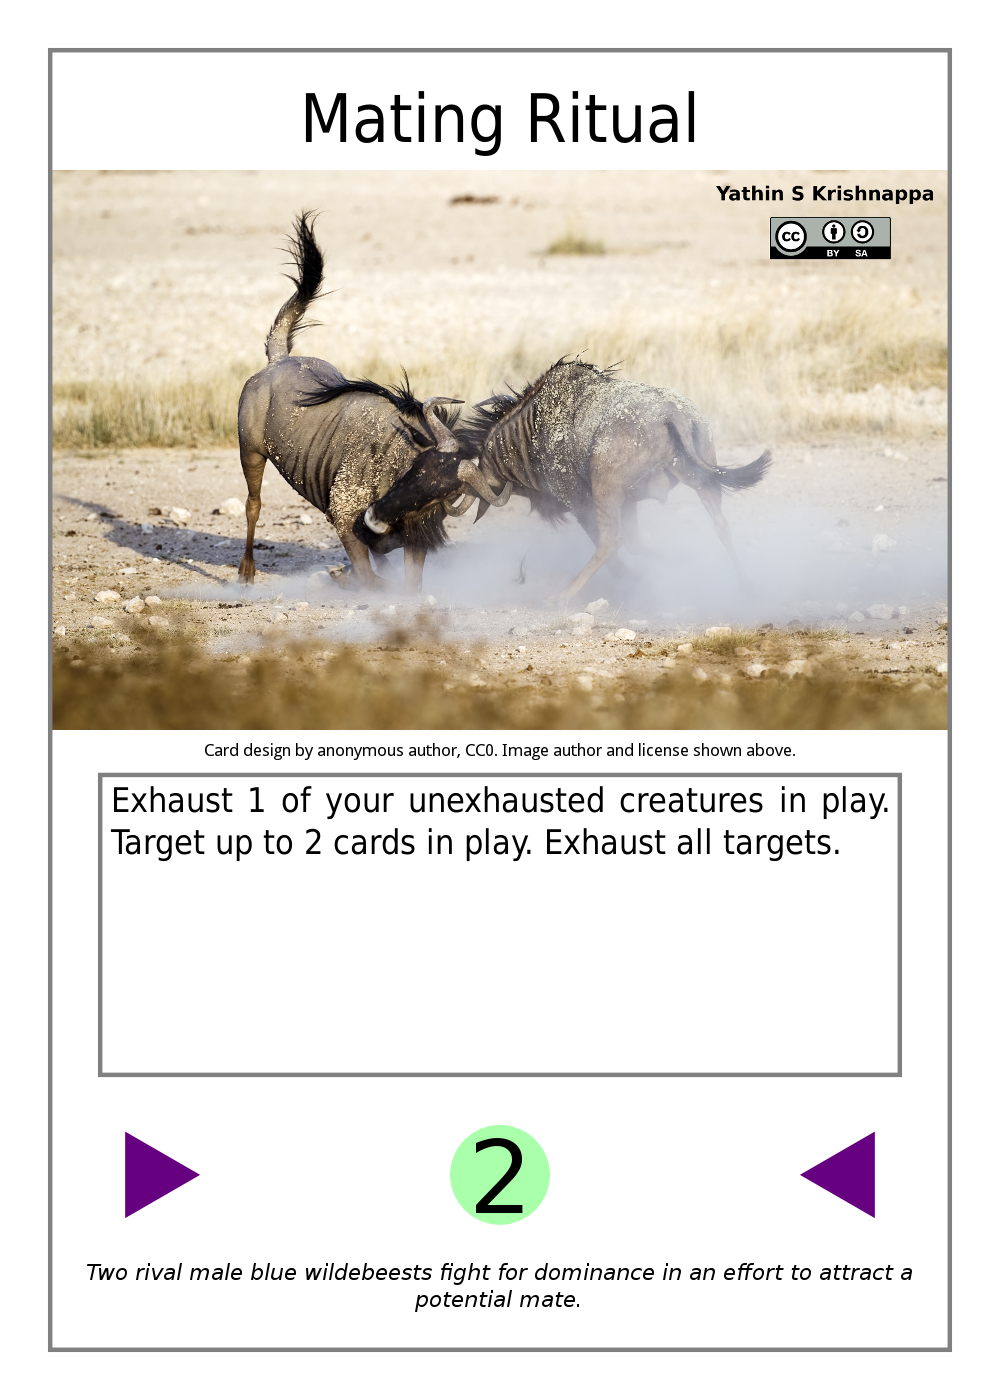 Mating Ritual
Yathin S Krishnappa
cc
BY SA
Card design by anonymous author, CC0. Image author and license shown above.
Exhaust 1 of your unexhausted creatures in play.
Target up to 2 cards in play. Exhaust all targets.
2
Two rival male blue wildebeests fight for dominance in an effort to attract a
potential mate.